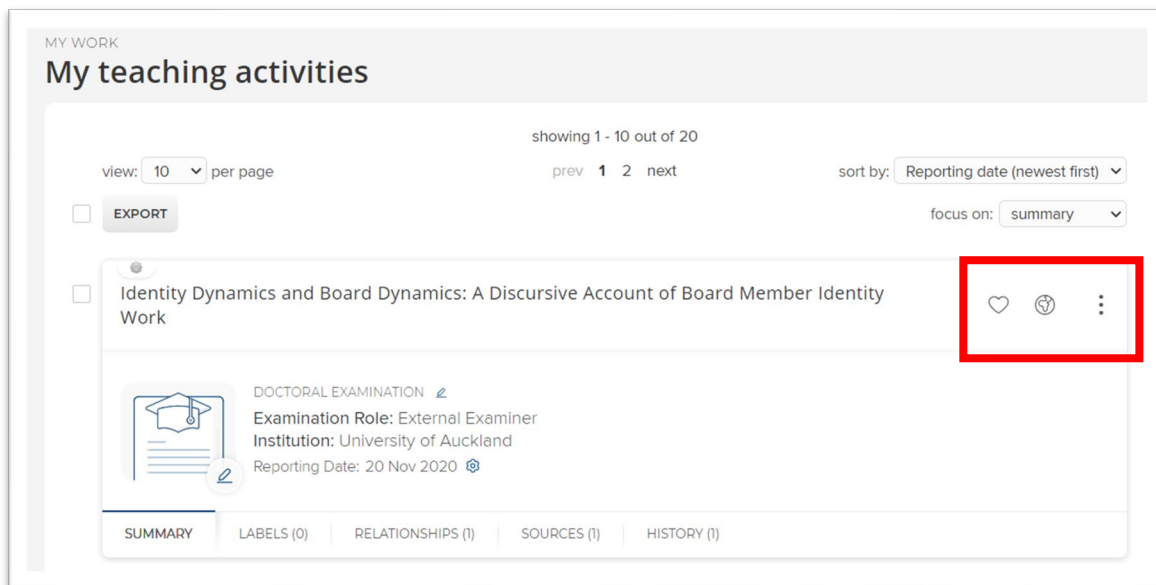 MY WORK
My teaching activities
showing 1 - 10 out of 20
view: 10 per page
prev 1 2 next
sort by: Reporting date (newest first)
EXPORT
focus on: summary
Identity Dynamics and Board Dynamics: A Discursive Account of Board Member Identity
Work
DOCTORAL EXAMINATION
Examination Role: External Examiner
Institution: University of Auckland
Reporting Date: 20 Nov 2020
SUMMARY LABELS (0) RELATIONSHIPS (1) SOURCES (1) HISTORY (1)